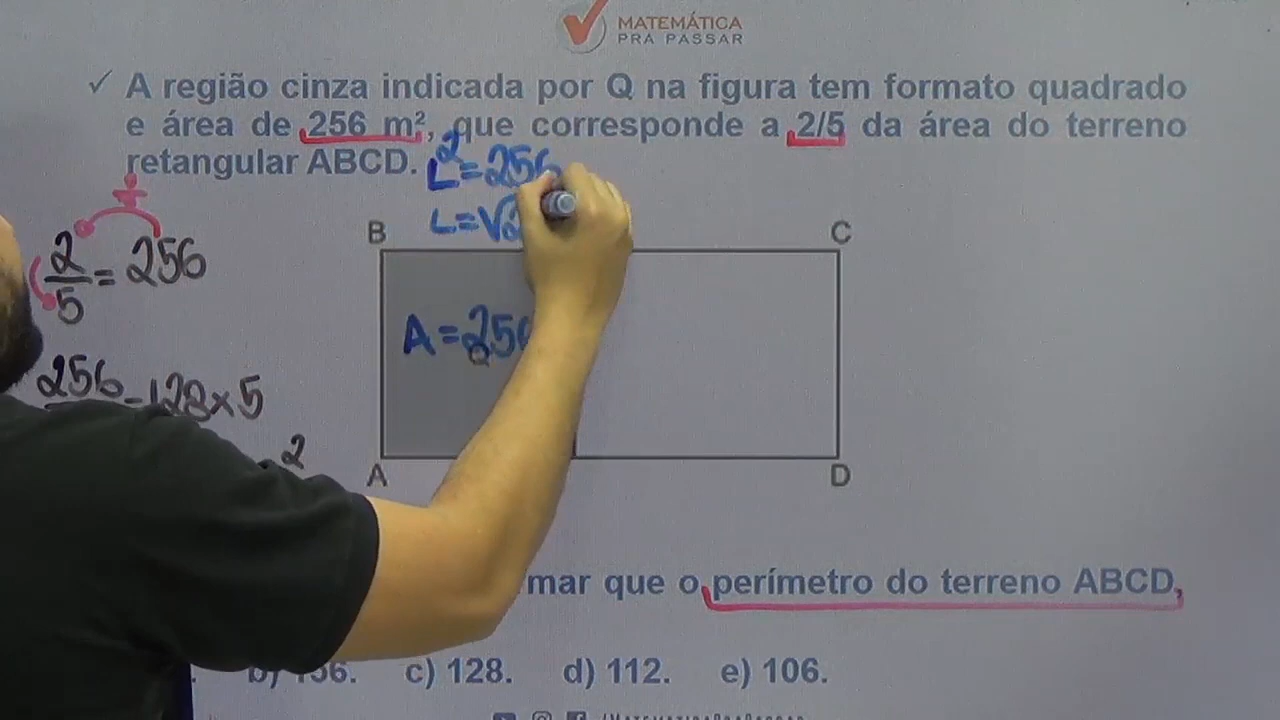 MATEMÁTICA
PRA PASSAR
✓ A região cinza indicada por Q na figura tem formato quadrado
e área de 256 m², que corresponde a 2/5 da área do terreno
retangular ABCD.
L²=256
L=√2
B C
2/5 = 256
A=256
Q
256 128×5
2
A D
mar que o perímetro do terreno ABCD,
c) 128. d) 112. e) 106.